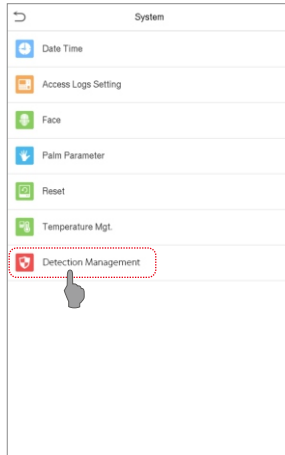 System
Date Time
Access Logs Setting
Face
Palm Parameter
Reset
Temperature Mgt.
Detection Management